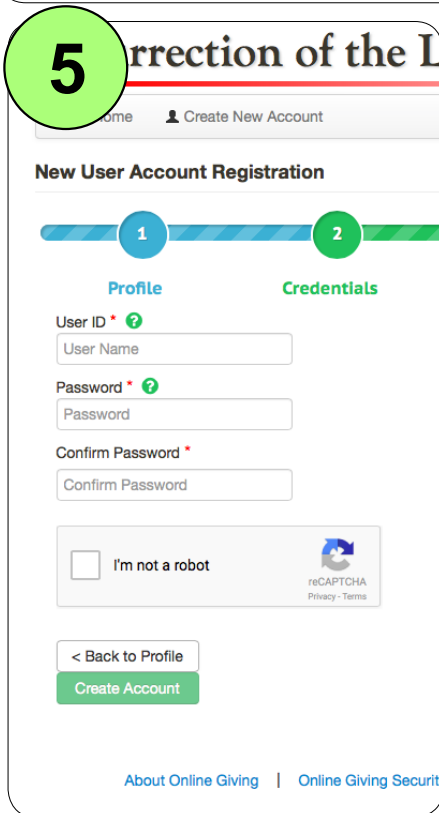 5
rrection of the L
ome Create New Account
New User Account Registration
1 2
Profile Credentials
User ID *
User Name
Password *
Password
Confirm Password *
Confirm Password
I'm not a robot
reCAPTCHA
Privacy - Terms
< Back to Profile
Create Account
About Online Giving | Online Giving Securit